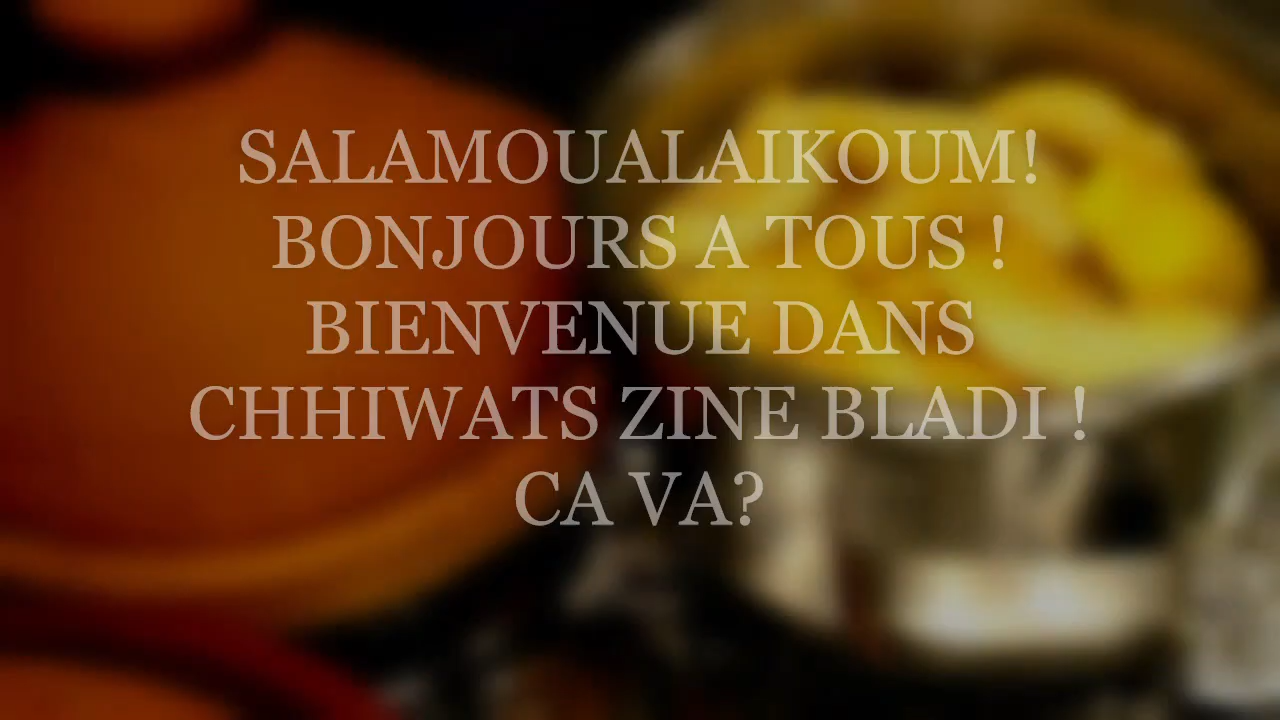 SALAMOUALAIKOUM!
BONJOURS A TOUS !
BIENVENUE DANS
CHHIWATS ZINE BLADI !
CA VA?